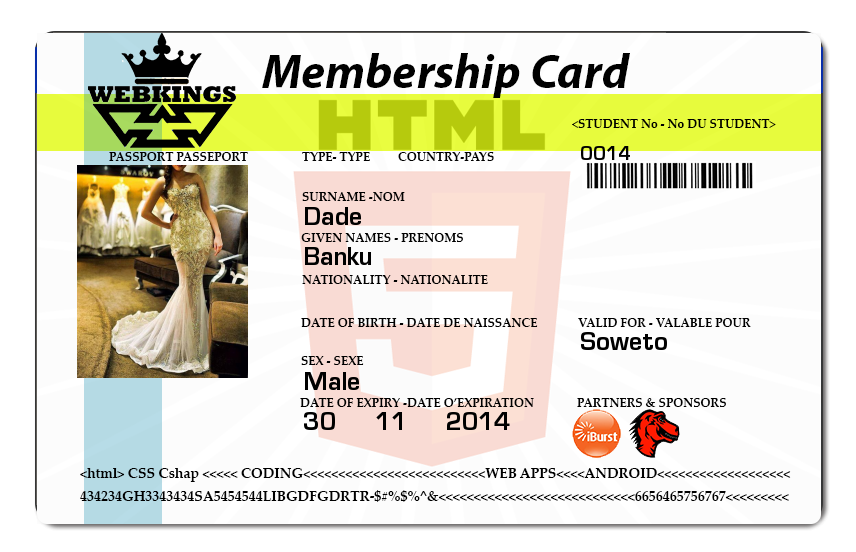 Membership Card
WEBKINGS
HTML
<STUDENT No - No DU STUDENT>
PASSPORT PASSEPORT
TYPE- TYPE COUNTRY-PAYS
0014
SURNAME -NOM
Dade
GIVEN NAMES - PRENOMS
Banku
NATIONALITY - NATIONALITE
DATE OF BIRTH - DATE DE NAISSANCE
VALID FOR - VALABLE POUR
Soweto
SEX - SEXE
Male
DATE OF EXPIRY -DATE O'EXPIRATION
30 11 2014
PARTNERS & SPONSORS
iBurst
<html> CSS Cshap <<<<< CODING<<<<<<<<<<<<<<<<<<<<<<<<<<WEB APPS<<<<ANDROID<<<<<<<<<<<<<<<<<<<
434234GH3343434SA5454544LIBGDFGDRTR-$#%$%^&<<<<<<<<<<<<<<<<<<<<<<<<<<<<6656465756767<<<<<<<<<